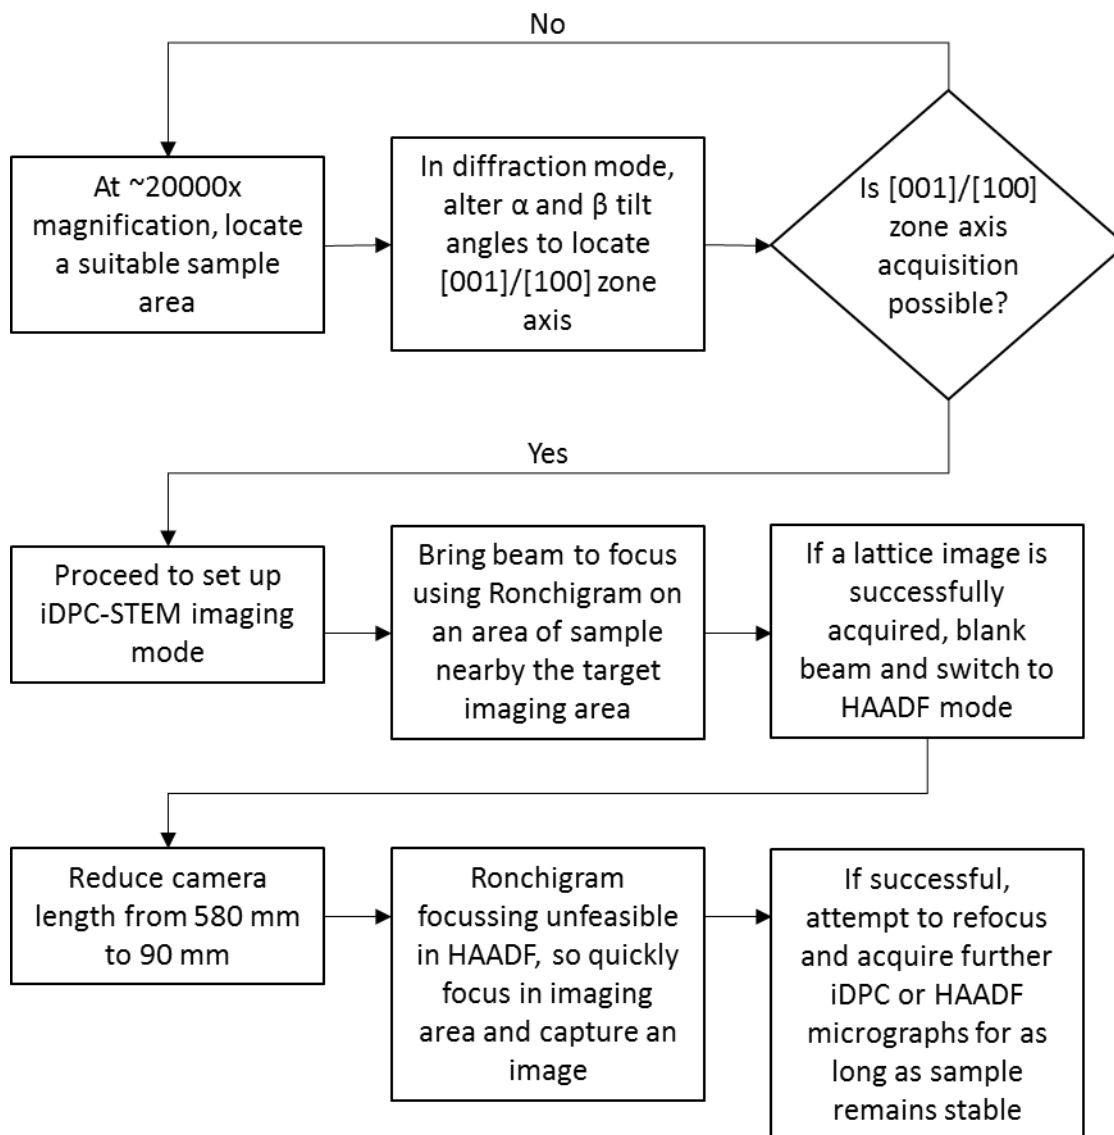 No
At ~20000x
magnification, locate
a suitable sample
area
In diffraction mode,
alter α and β tilt
angles to locate
[001]/[100] zone
axis
Is [001]/[100]
zone axis
acquisition
possible?
Yes
Proceed to set up
iDPC-STEM imaging
mode
Bring beam to focus
using Ronchigram on
an area of sample
nearby the target
imaging area
If a lattice image is
successfully
acquired, blank
beam and switch to
HAADF mode
Reduce camera
length from 580 mm
to 90 mm
Ronchigram
focussing unfeasible
in HAADF, so quickly
focus in imaging
area and capture an
image
If successful,
attempt to refocus
and acquire further
iDPC or HAADF
micrographs for as
long as sample
remains stable